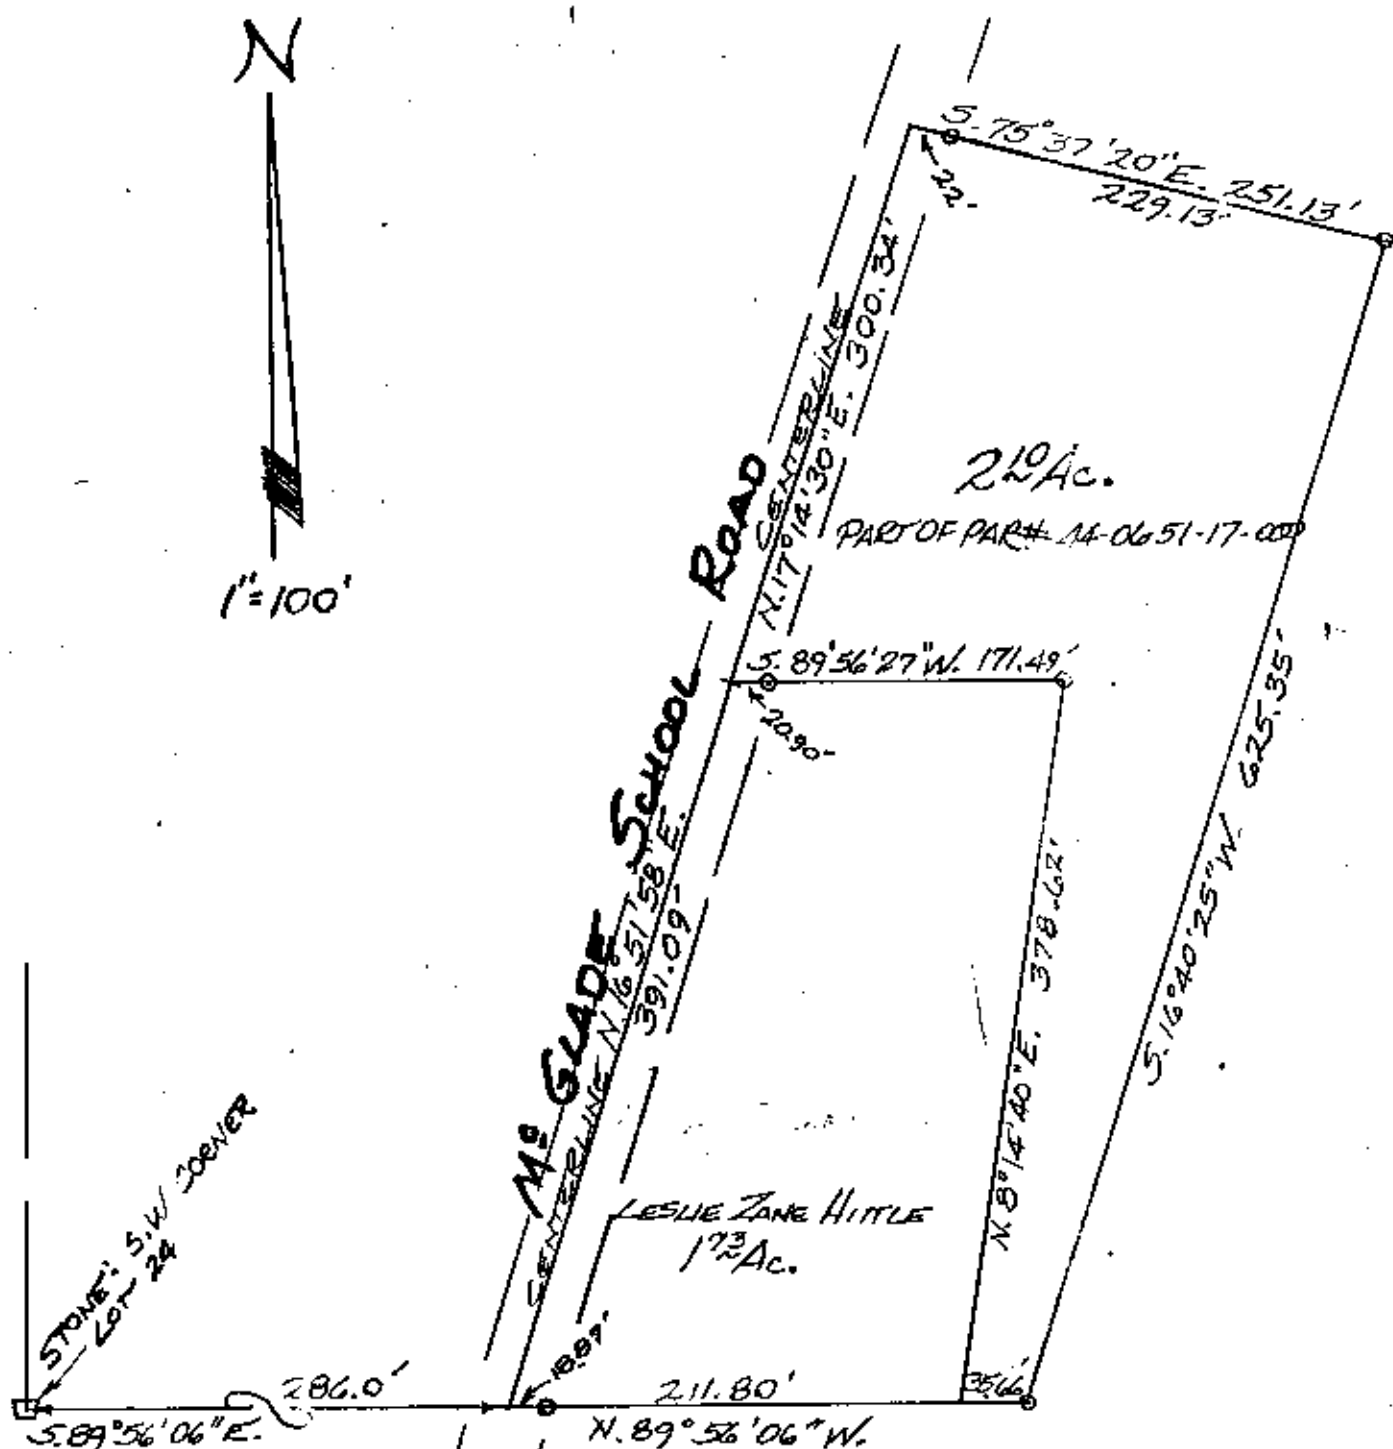 N
1"=100'
S. 75°37'20"E. 251.13'
229.13'
22'
CENTERLINE
N.17°14'30"E. 300.34'
2 10/ Ac.
PART OF PAR# 44-0651-17-000
S. 89°56'27"W. 171.49'
20.90'
Mc GLADE SCHOOL ROAD
CENTERLINE N.16°51'58"E.
391.09'
N.8°14'40"E. 378.62'
S.16°40'25"W. 625.35'
LESLIE ZANE HITTLE
1 73/ Ac.
STONE: S.W CORNER
LOT 24
18.89'
286.0'
211.80'
35.66'
S.89°56'06"E.
N.89°56'06"W.